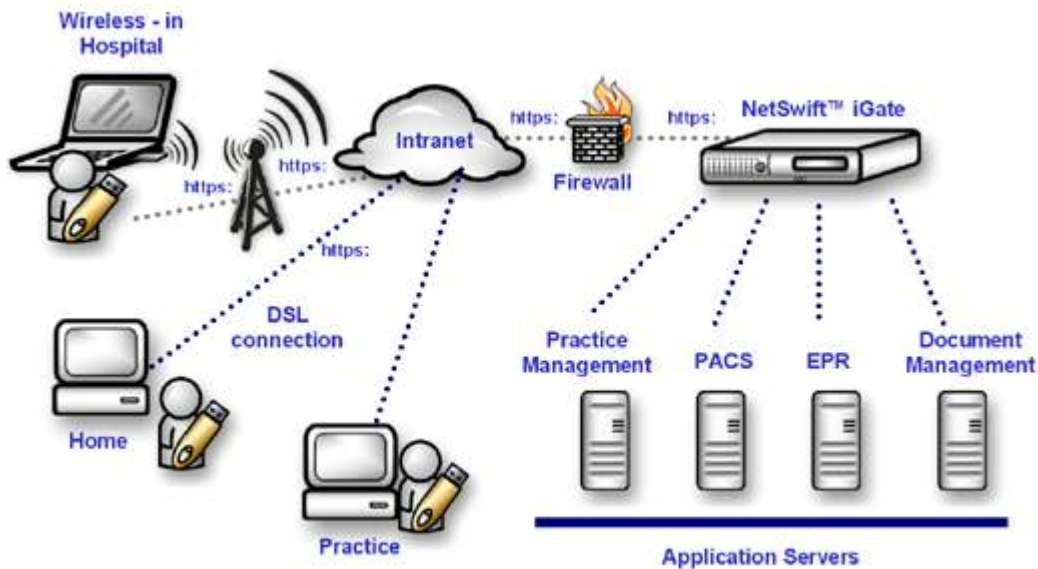 Wireless - in
Hospital
https:
https:
Intranet
https:
https:
Firewall
NetSwift™ iGate
https:
DSL
connection
Home
Practice
Practice
Management
PACS
EPR
Document
Management
Application Servers